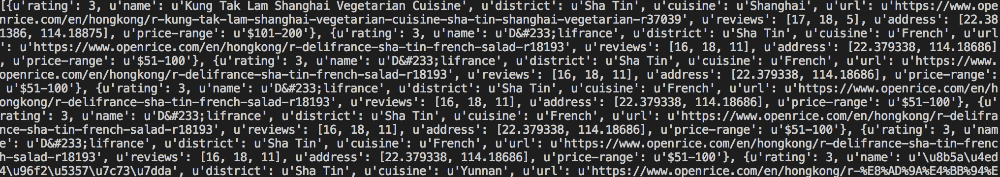 [{u'rating': 3, u'name': u'Kung Tak Lam Shanghai Vegetarian Cuisine', u'district': u'Sha Tin', u'cuisine': u'Shanghai', u'url': u'https://www.ope
nrice.com/en/hongkong/r-kung-tak-lam-shanghai-vegetarian-cuisine-sha-tin-shanghai-vegetarian-r37039', u'reviews': [17, 18, 5], u'address': [22.38
1386, 114.18875], u'price-range': u'$101-200'}, {u'rating': 3, u'name': u'D&#233;lifrance', u'district': u'Sha Tin', u'cuisine': u'French', u'url
': u'https://www.openrice.com/en/hongkong/r-delifrance-sha-tin-french-salad-r18193', u'reviews': [16, 18, 11], u'address': [22.379338, 114.18686]
, u'price-range': u'$51-100'}, {u'rating': 3, u'name': u'D&#233;lifrance', u'district': u'Sha Tin', u'cuisine': u'French', u'url': u'https://www.
openrice.com/en/hongkong/r-delifrance-sha-tin-french-salad-r18193', u'reviews': [16, 18, 11], u'address': [22.379338, 114.18686], u'price-range':
 u'$51-100'}, {u'rating': 3, u'name': u'D&#233;lifrance', u'district': u'Sha Tin', u'cuisine': u'French', u'url': u'https://www.openrice.com/en/h
ongkong/r-delifrance-sha-tin-french-salad-r18193', u'reviews': [16, 18, 11], u'address': [22.379338, 114.18686], u'price-range': u'$51-100'}, {u'
rating': 3, u'name': u'D&#233;lifrance', u'district': u'Sha Tin', u'cuisine': u'French', u'url': u'https://www.openrice.com/en/hongkong/r-delifra
nce-sha-tin-french-salad-r18193', u'reviews': [16, 18, 11], u'address': [22.379338, 114.18686], u'price-range': u'$51-100'}, {u'rating': 3, u'nam
e': u'D&#233;lifrance', u'district': u'Sha Tin', u'cuisine': u'French', u'url': u'https://www.openrice.com/en/hongkong/r-delifrance-sha-tin-frenc
h-salad-r18193', u'reviews': [16, 18, 11], u'address': [22.379338, 114.18686], u'price-range': u'$51-100'}, {u'rating': 3, u'name': u'\u8b5a\u4ed
4\u96f2\u5357\u7c73\u7dda', u'district': u'Sha Tin', u'cuisine': u'Yunnan', u'url': u'https://www.openrice.com/en/hongkong/r-%E8%AD%9A%E4%BB%94%E